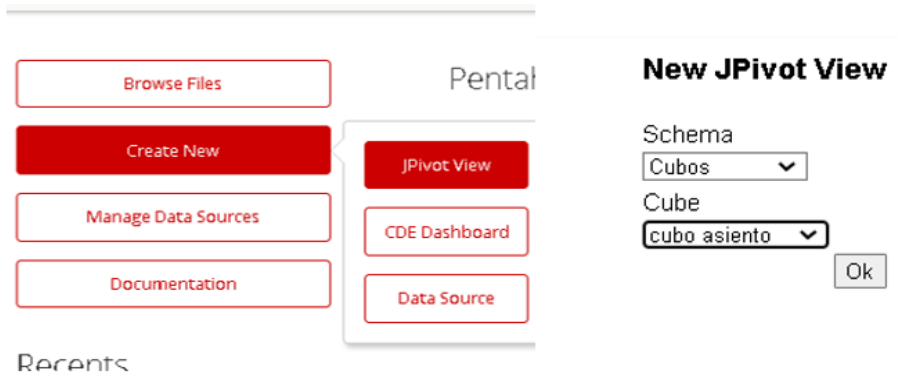 Browse Files
Pentah
Create New
JPivot View
Manage Data Sources
CDE Dashboard
Documentation
Data Source
Recents
New JPivot View
Schema
Cubos
Cube
cubo asiento
Ok